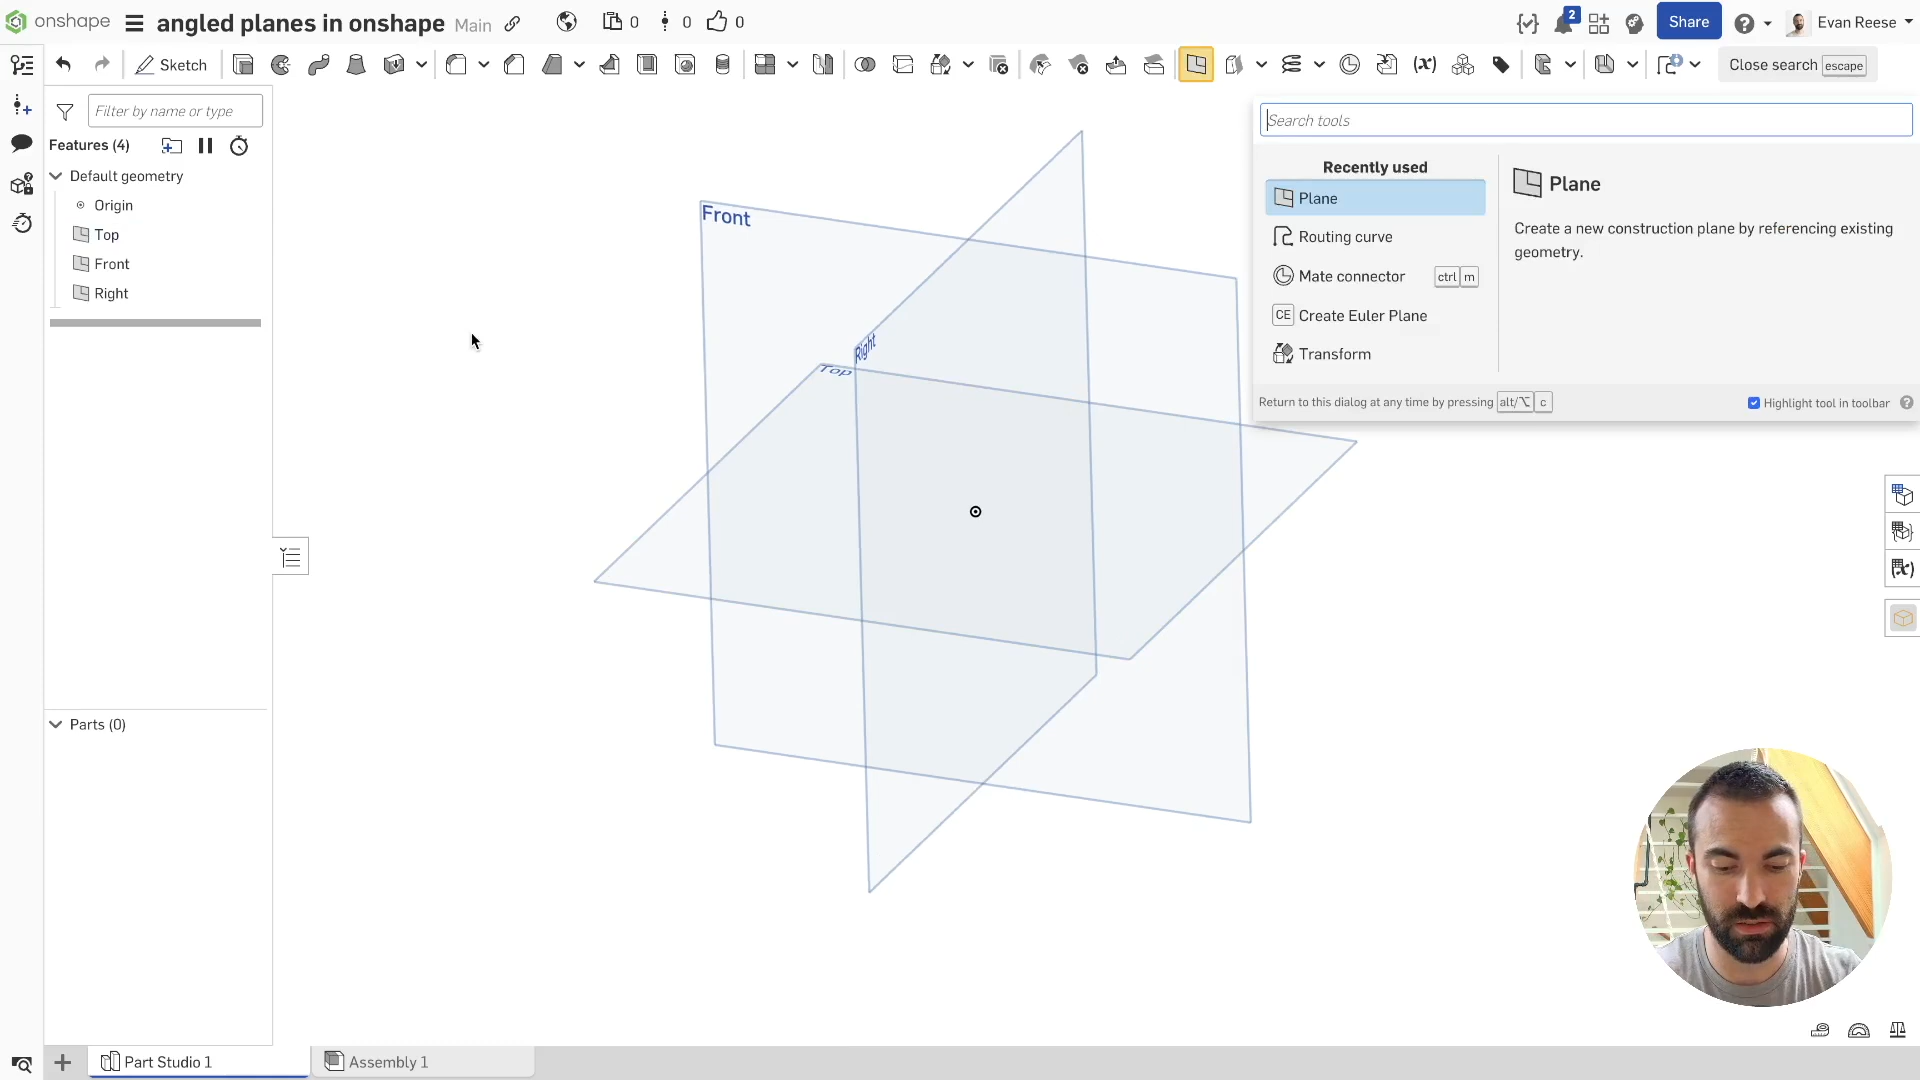 onshape
angled planes in onshape Main
0
0
0
2
Share
Evan Reese
Sketch
(x)
Close search escape
Filter by name or type
Features (4)
Default geometry
Origin
Top
Front
Right
Parts (0)
Front
Right
Top
Search tools
Recently used
Plane
Routing curve
Mate connector ctrl m
CE Create Euler Plane
Transform
Plane
Create a new construction plane by referencing existing
geometry.
Return to this dialog at any time by pressing alt/⌥ c
Highlight tool in toolbar
(x)
Part Studio 1
Assembly 1